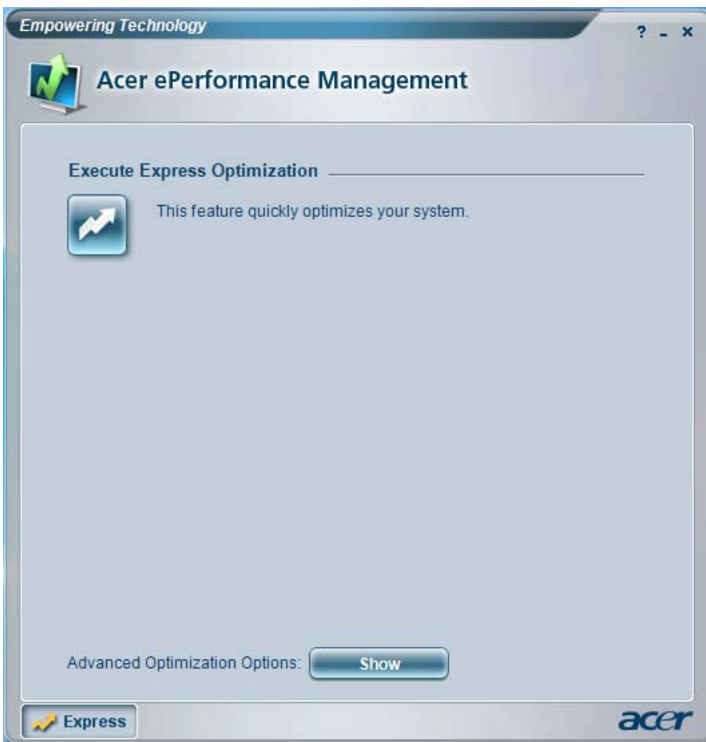 Empowering Technology
? - x
Acer ePerformance Management
Execute Express Optimization
This feature quickly optimizes your system.
Advanced Optimization Options: Show
Express
acer